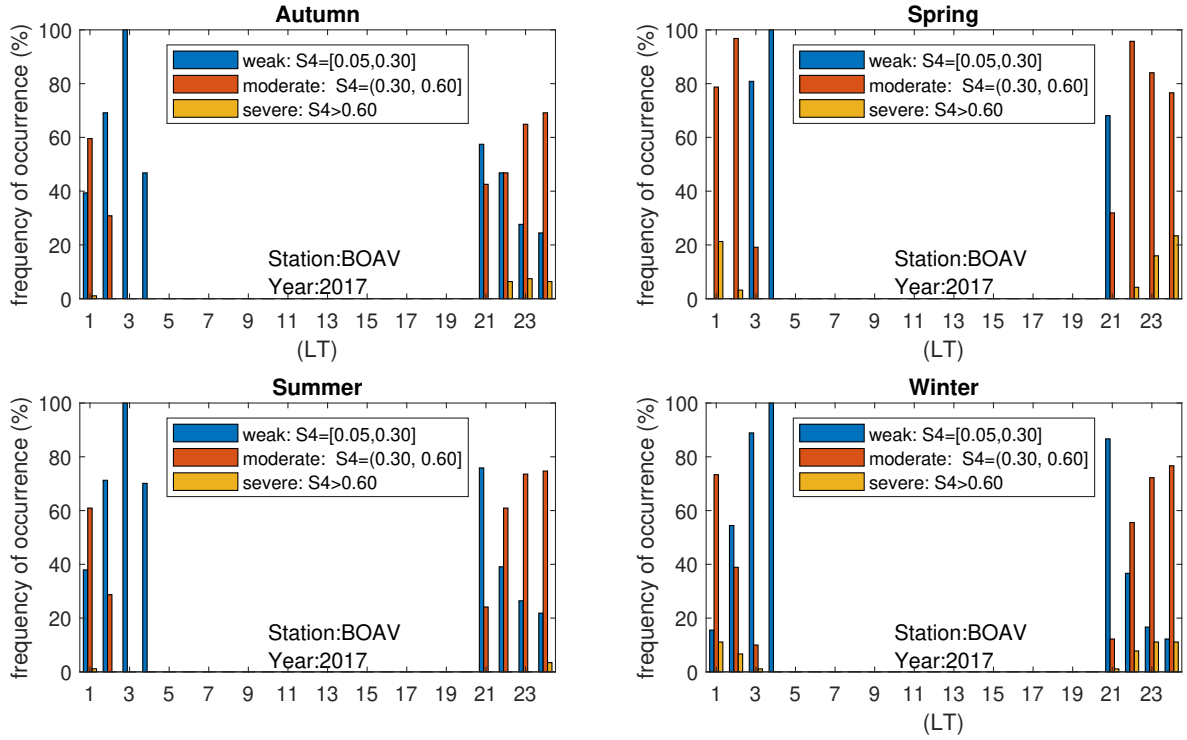 Autumn
frequency of occurrence (%)
100
80
60
40
20
0
weak: S4=[0.05,0.30]
moderate: S4=(0.30, 0.60]
severe: S4>0.60
Station:BOAV
Year:2017
1 3 5 7 9 11 13 15 17 19 21 23
(LT)
Spring
frequency of occurrence (%)
100
80
60
40
20
0
weak: S4=[0.05,0.30]
moderate: S4=(0.30, 0.60]
severe: S4>0.60
Station:BOAV
Year:2017
1 3 5 7 9 11 13 15 17 19 21 23
(LT)
Summer
frequency of occurrence (%)
100
80
60
40
20
0
weak: S4=[0.05,0.30]
moderate: S4=(0.30, 0.60]
severe: S4>0.60
Station:BOAV
Year:2017
1 3 5 7 9 11 13 15 17 19 21 23
Winter
frequency of occurrence (%)
100
80
60
40
20
0
weak: S4=[0.05,0.30]
moderate: S4=(0.30, 0.60]
severe: S4>0.60
Station:BOAV
Year:2017
1 3 5 7 9 11 13 15 17 19 21 23
(LT)